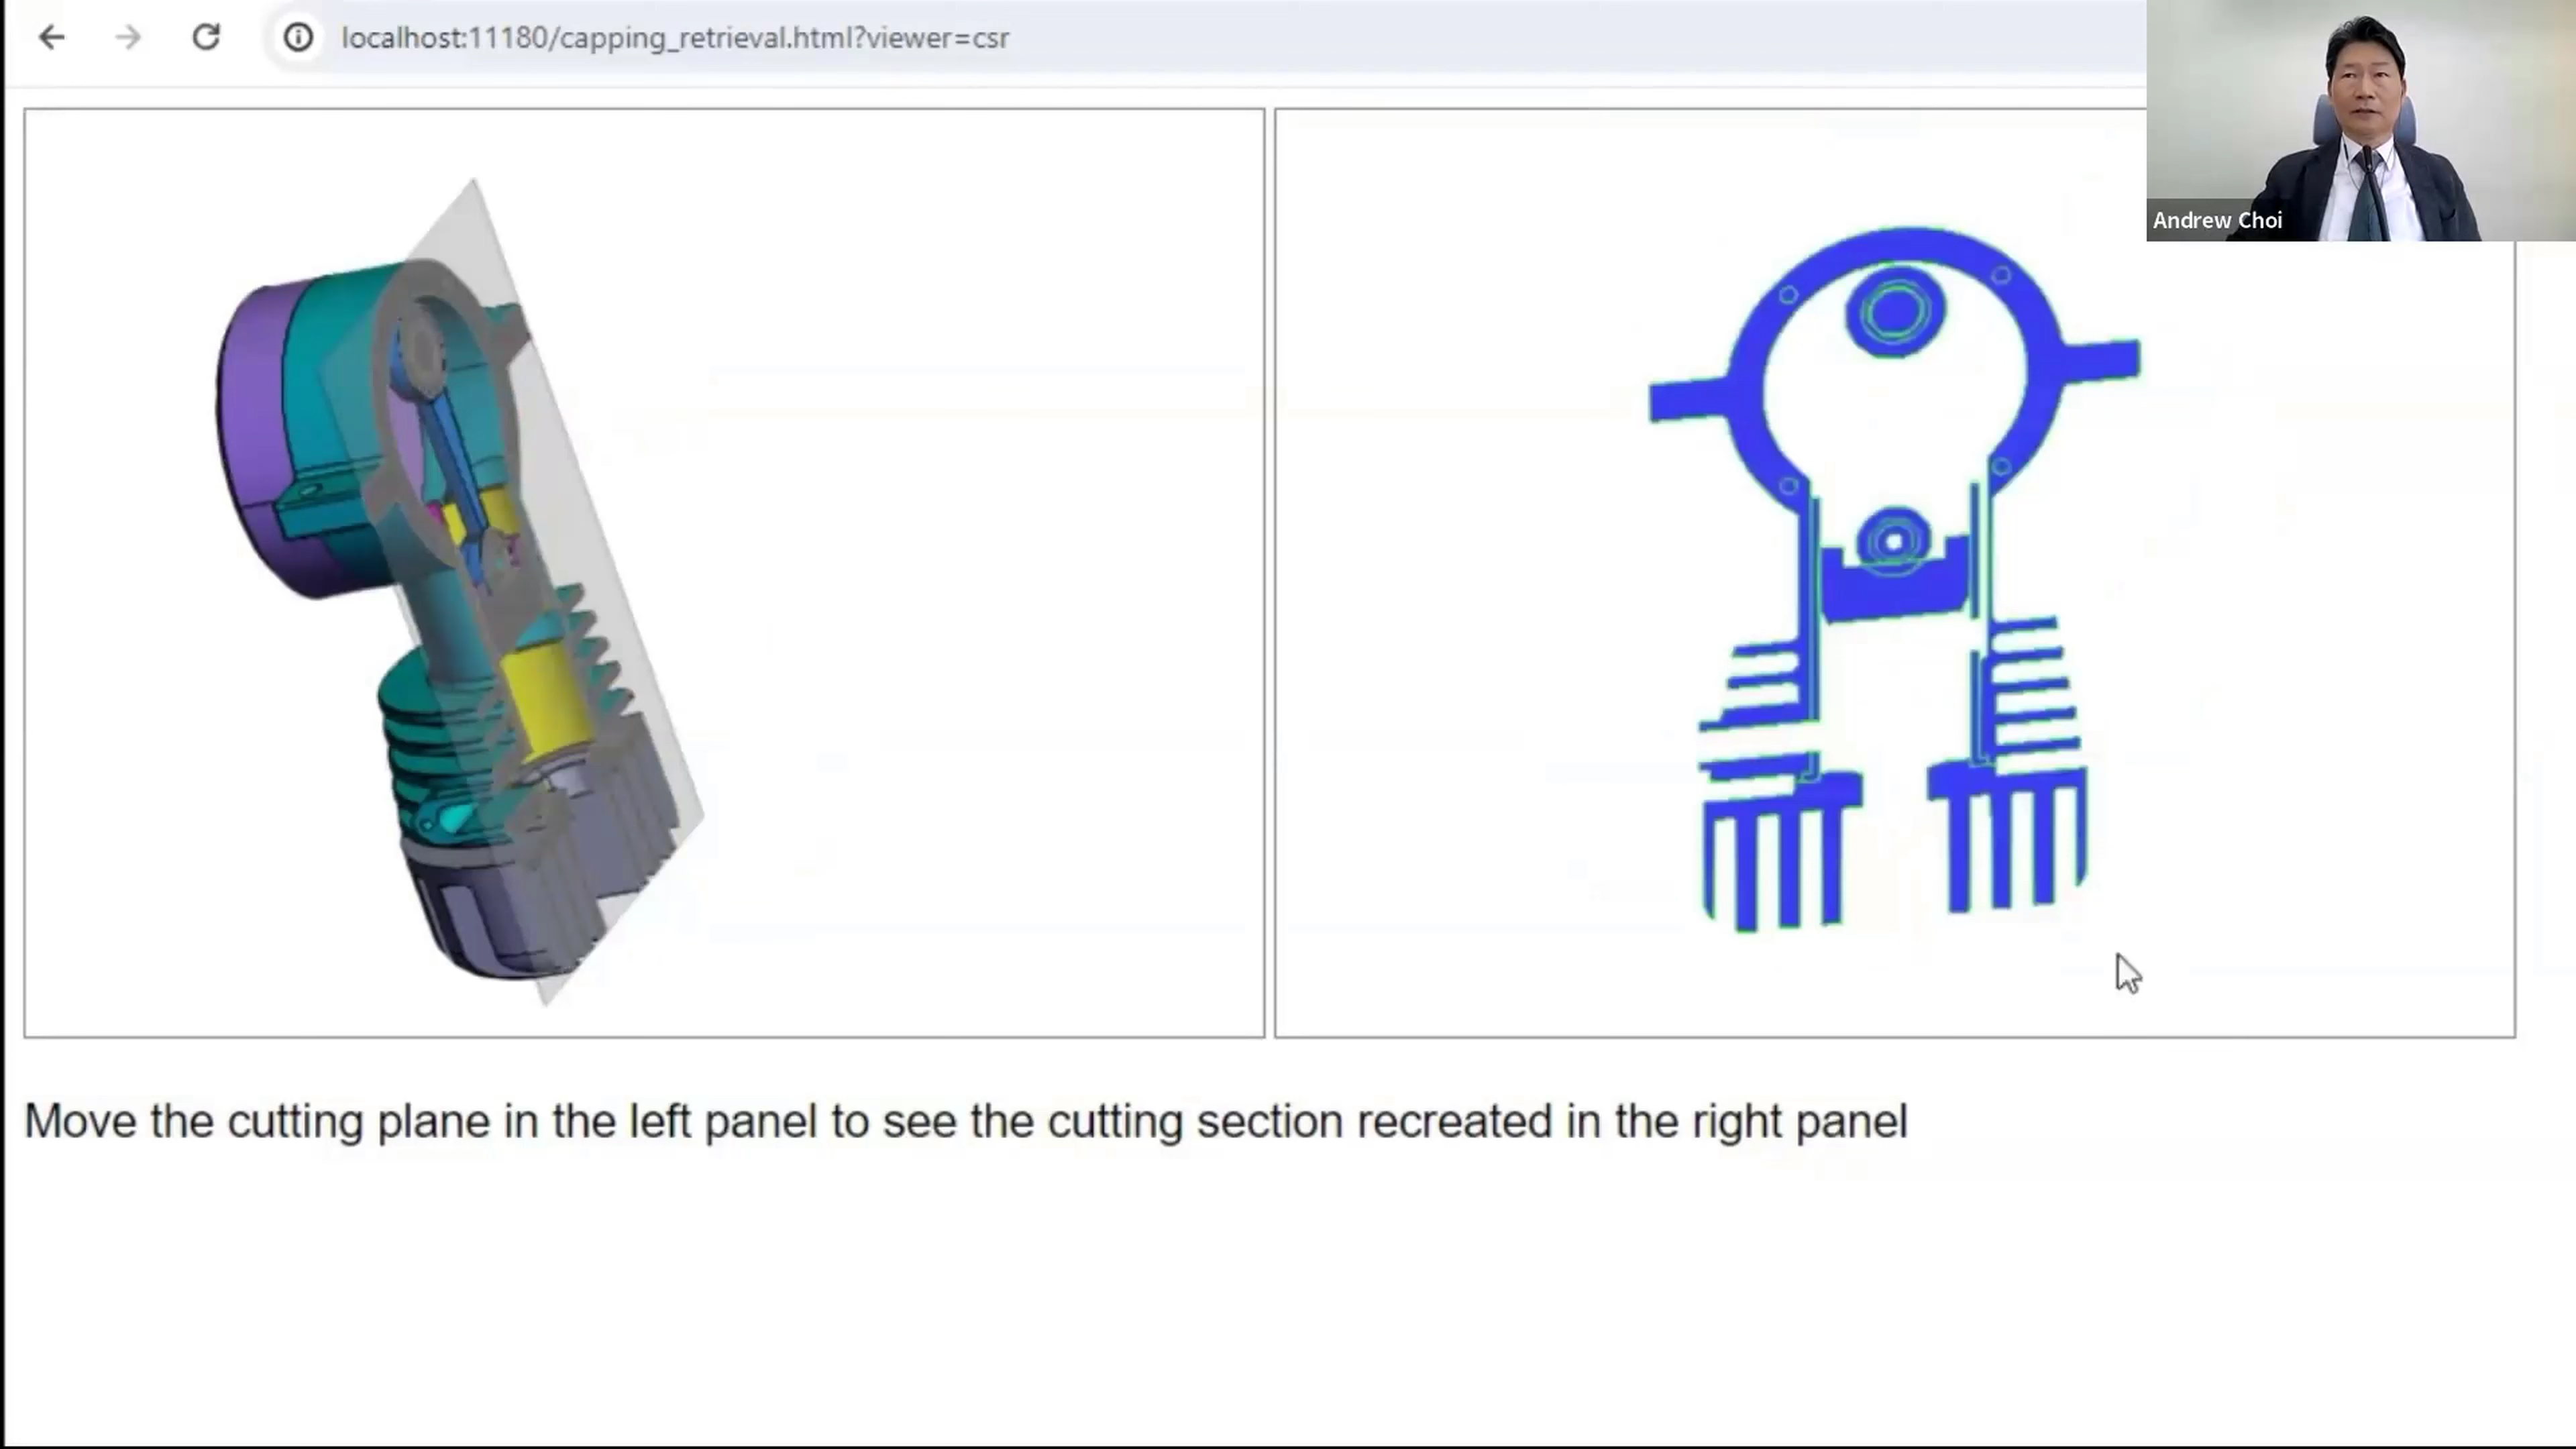 localhost:11180/capping_retrieval.html?viewer=csr
Andrew Choi
Move the cutting plane in the left panel to see the cutting section recreated in the right panel